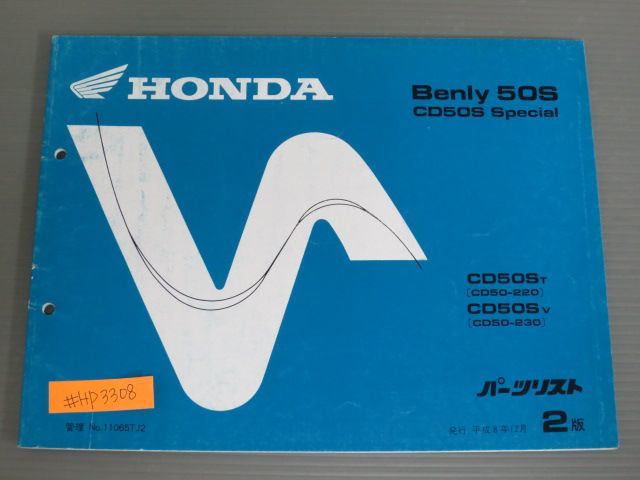 HONDA
Benly 50S
CD50S Special
CD50ST
[CD50-220]
CD50SV
[CD50-230]
パーツリスト
#HP3308
管理 No.11065TJ2
発行 平成8年12月
2版